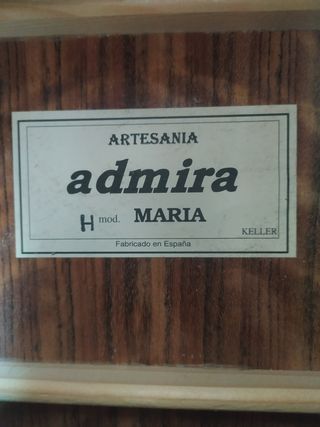 ARTESANIA
admira
H mod. MARIA
KELLER
Fabricado en España